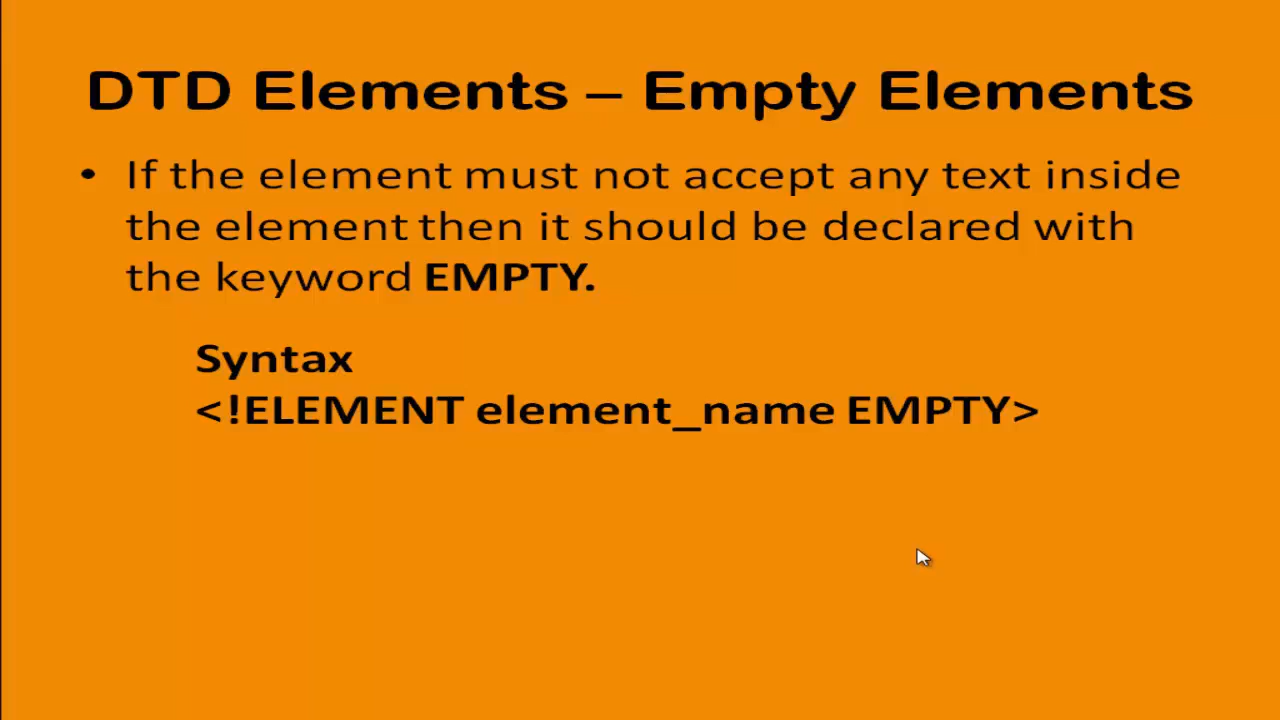 DTD Elements – Empty Elements
• If the element must not accept any text inside
the element then it should be declared with
the keyword EMPTY.
Syntax
<!ELEMENT element_name EMPTY>